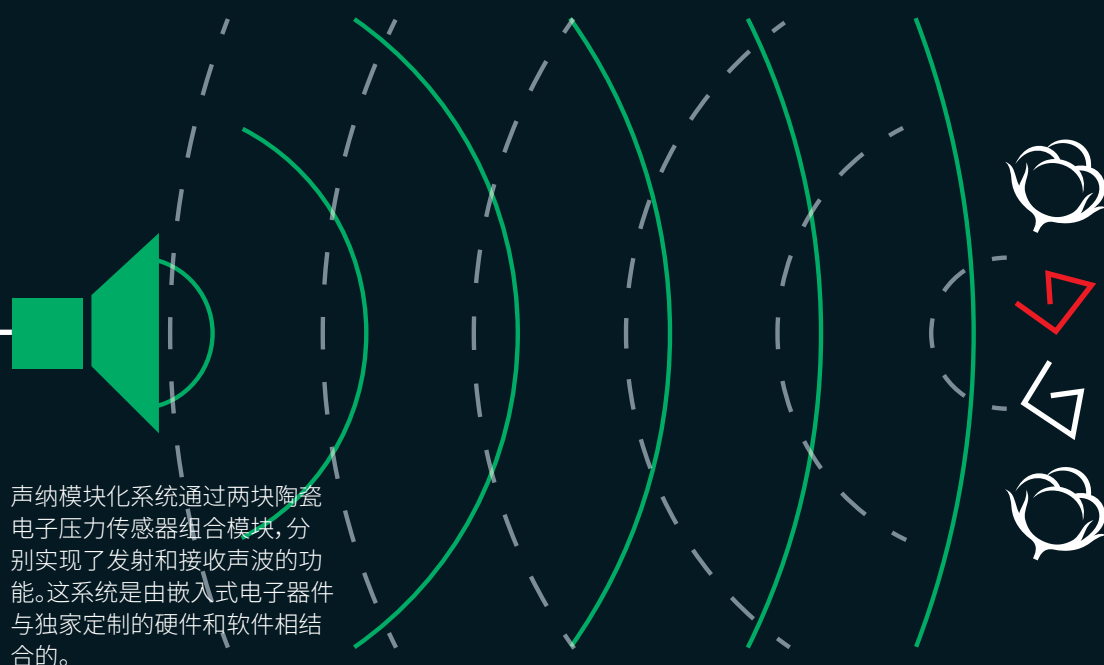 声纳模块化系统通过两块陶瓷
电子压力传感器组合模块，分
别实现了发射和接收声波的功
能。这系统是由嵌入式电子器件
与独家定制的硬件和软件相结
合的。